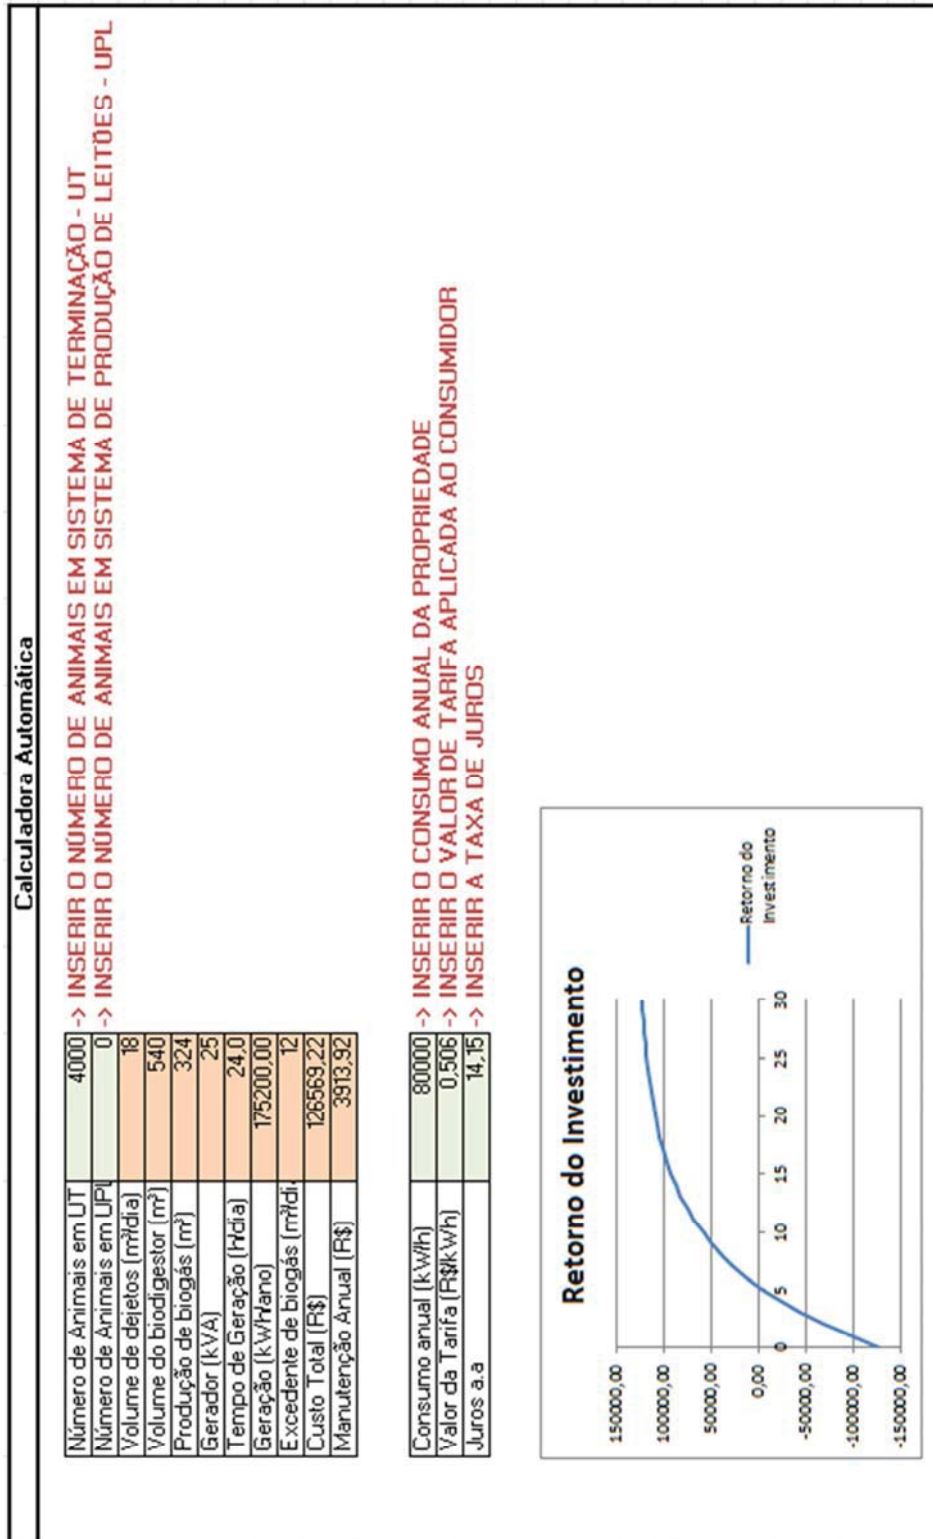 Calculadora Automática
Número de Animais em UT 4000 -> INSERIR O NÚMERO DE ANIMAIS EM SISTEMA DE TERMINAÇÃO - UT
Número de Animais em UPL 0 -> INSERIR O NÚMERO DE ANIMAIS EM SISTEMA DE PRODUÇÃO DE LEITÕES - UPL
Volume de dejetos (m³/dia) 18
Volume do biodigestor (m³) 540
Produção de biogás (m³) 324
Gerador (kVA) 25
Tempo de Geração (h/dia) 24,0
Geração (kWh/ano) 175200,00
Excedente de biogás (m³/di 12
Custo Total (R$) 126569,22
Manutenção Anual (R$) 3913,92
Consumo anual (kWh) 80000 -> INSERIR O CONSUMO ANUAL DA PROPRIEDADE
Valor da Tarifa (R$/kWh) 0,506 -> INSERIR O VALOR DE TARIFA APLICADA AO CONSUMIDOR
Juros a.a 14,15 -> INSERIR A TAXA DE JUROS
Retorno do Investimento
150000,00
100000,00
50000,00
0,00
-50000,00
-100000,00
-150000,00
0 5 10 15 20 25 30
Retorno do
Investimento